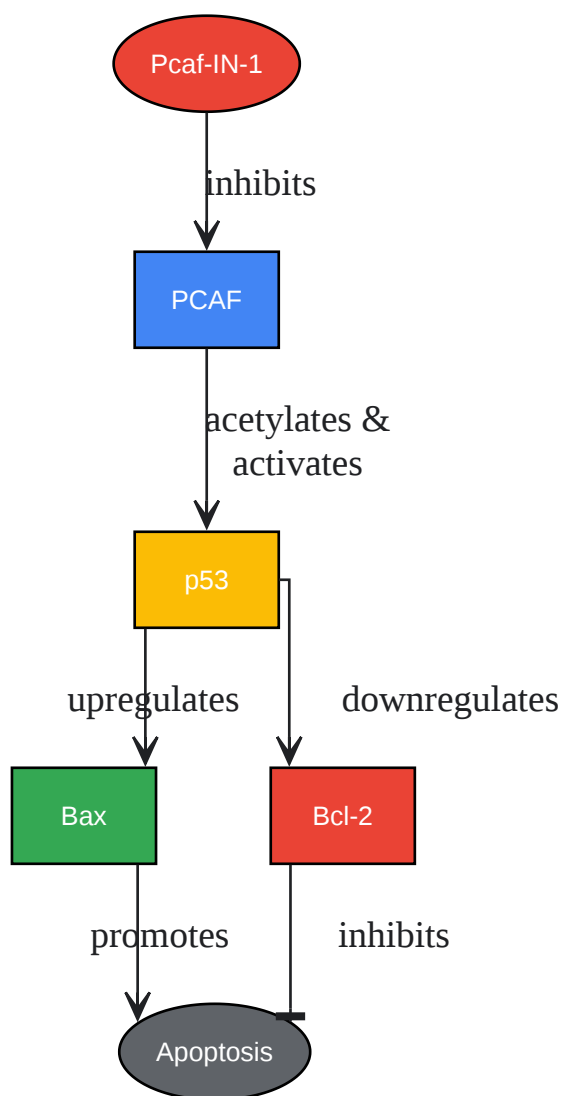 Pcaf-IN-1
inhibits
PCAF
acetylates &
activates
p53
upregulates
downregulates
Bax
Bcl-2
promotes
inhibits
Apoptosis